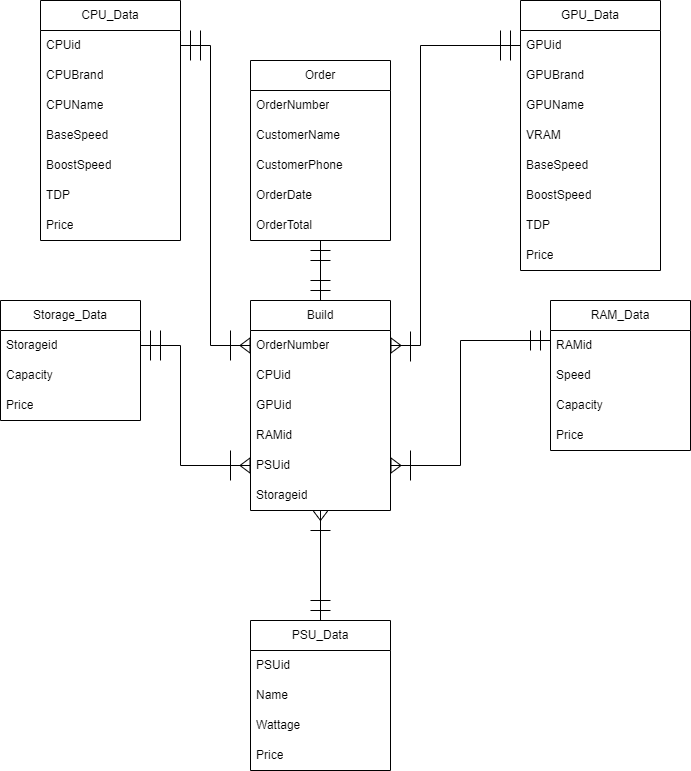 CPU_Data
CPUid
CPUBrand
CPUName
BaseSpeed
BoostSpeed
TDP
Price
Order
OrderNumber
CustomerName
CustomerPhone
OrderDate
OrderTotal
GPU_Data
GPUid
GPUBrand
GPUName
VRAM
BaseSpeed
BoostSpeed
TDP
Price
Storage_Data
Storageid
Capacity
Price
Build
OrderNumber
CPUid
GPUid
RAMid
PSUid
Storageid
RAM_Data
RAMid
Speed
Capacity
Price
PSU_Data
PSUid
Name
Wattage
Price